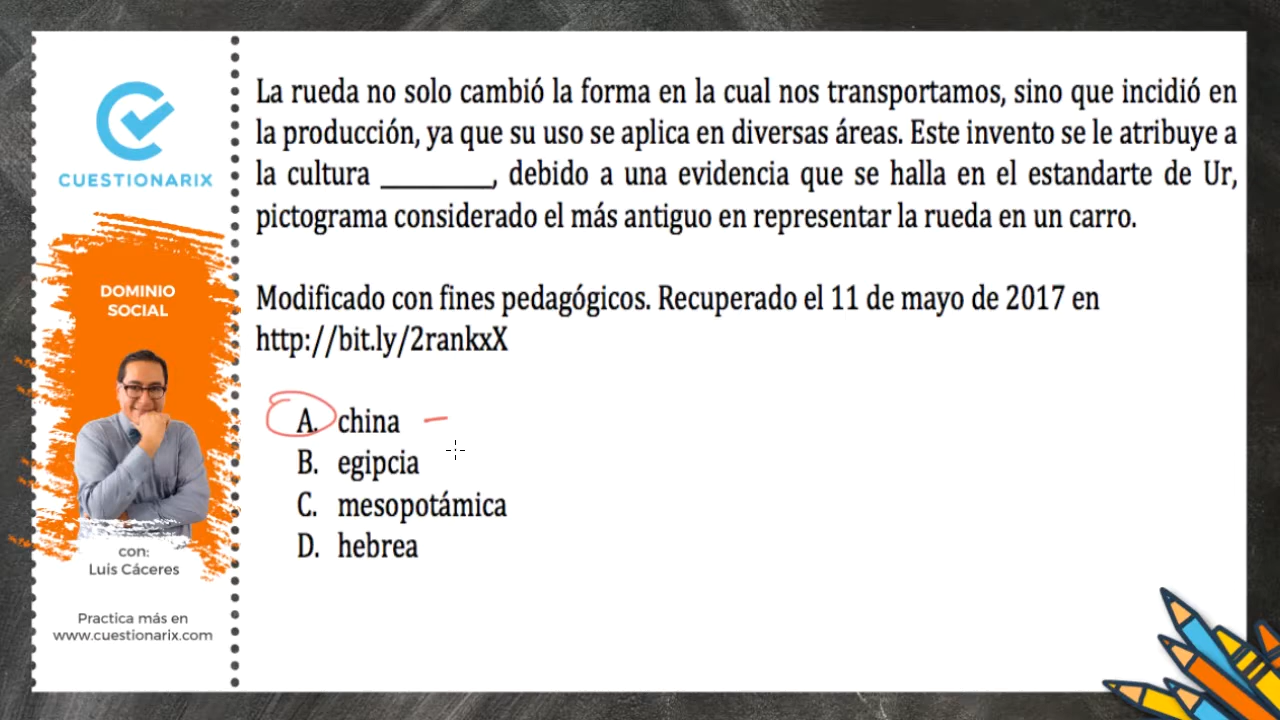 La rueda no solo cambió la forma en la cual nos transportamos, sino que incidió en
la producción, ya que su uso se aplica en diversas áreas. Este invento se le atribuye a
la cultura ________, debido a una evidencia que se halla en el estandarte de Ur,
pictograma considerado el más antiguo en representar la rueda en un carro.
Modificado con fines pedagógicos. Recuperado el 11 de mayo de 2017 en
http://bit.ly/2rankxX
A. china
B. egipcia
C. mesopotámica
D. hebrea
CUESTIONARIX
DOMINIO
SOCIAL
con:
Luis Cáceres
Practica más en
www.cuestionarix.com